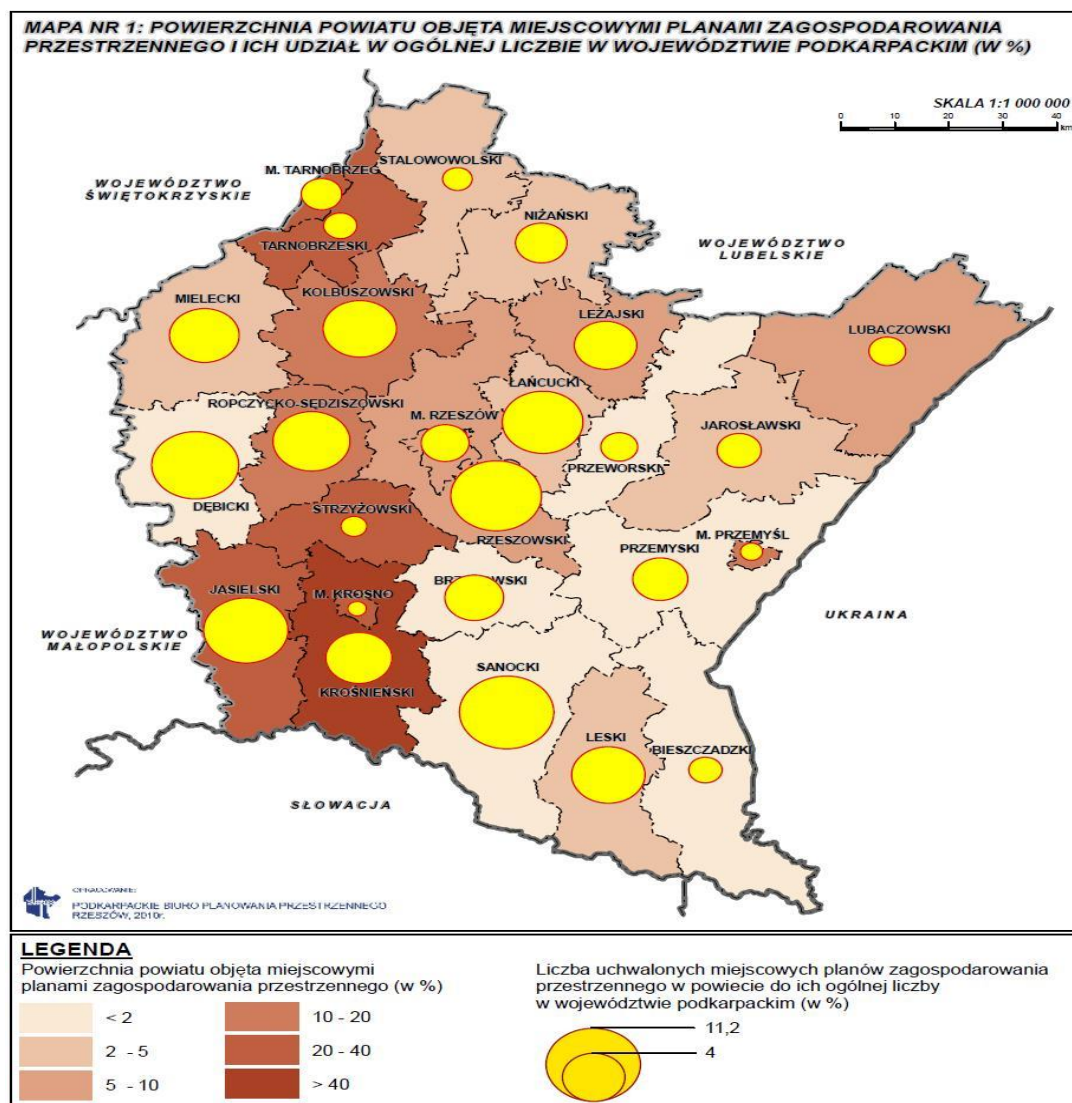 MAPA NR 1: POWIERZCHNIA POWIATU OBJĘTA MIEJSCOWYMI PLANAMI ZAGOSPODAROWANIA
PRZESTRZENNEGO I ICH UDZIAŁ W OGÓLNEJ LICZBIE W WOJEWÓDZTWIE PODKARPACKIM (W %)
SKALA 1:1 000 000
0 10 20 30 40
km
STALOWOWOLSKI
M. TARNOBRZEG
WOJEWÓDZTWO
ŚWIĘTOKRZYSKIE
NIŻAŃSKI
TARNOBRZESKI
WOJEWÓDZTWO
LUBELSKIE
MIELECKI
KOLBUSZOWSKI
LEŻAJSKI
LUBACZOWSKI
ŁAŃCUCKI
ROPCZYCKO-SĘDZISZOWSKI
M. RZESZÓW
JAROSŁAWSKI
PRZEWORSKI
DĘBICKI
STRZYŻOWSKI
RZESZOWSKI
M. PRZEMYŚL
PRZEMYSKI
JASIELSKI
M. KROSNO
UKRAINA
WOJEWÓDZTWO
MAŁOPOLSKIE
SANOCKI
KROŚNIEŃSKI
LESKI
BIESZCZADZKI
SŁOWACJA
OPRACOWANIE:
PODKARPACKIE BIURO PLANOWANIA PRZESTRZENNEGO
RZESZÓW, 2010r.
LEGENDA
Powierzchnia powiatu objęta miejscowymi
planami zagospodarowania przestrzennego (w %)
< 2
2 - 5
5 - 10
10 - 20
20 - 40
> 40
Liczba uchwalonych miejscowych planów zagospodarowania
przestrzennego w powiecie do ich ogólnej liczby
w województwie podkarpackim (w %)
11,2
4